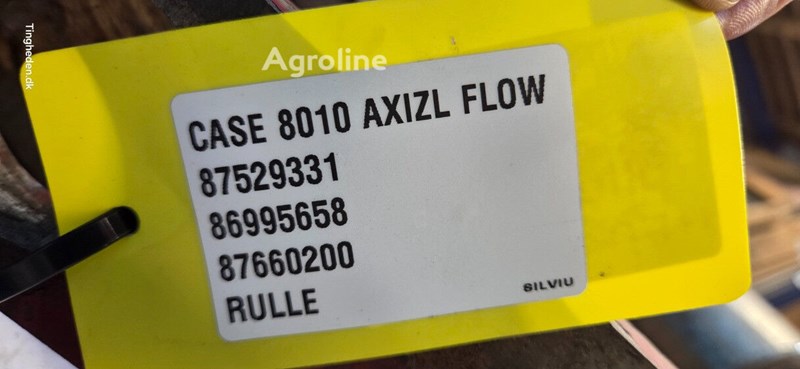 Tingheden.dk
Agroline
CASE 8010 AXIZL FLOW
87529331
86995658
87660200
RULLE
SILVIU